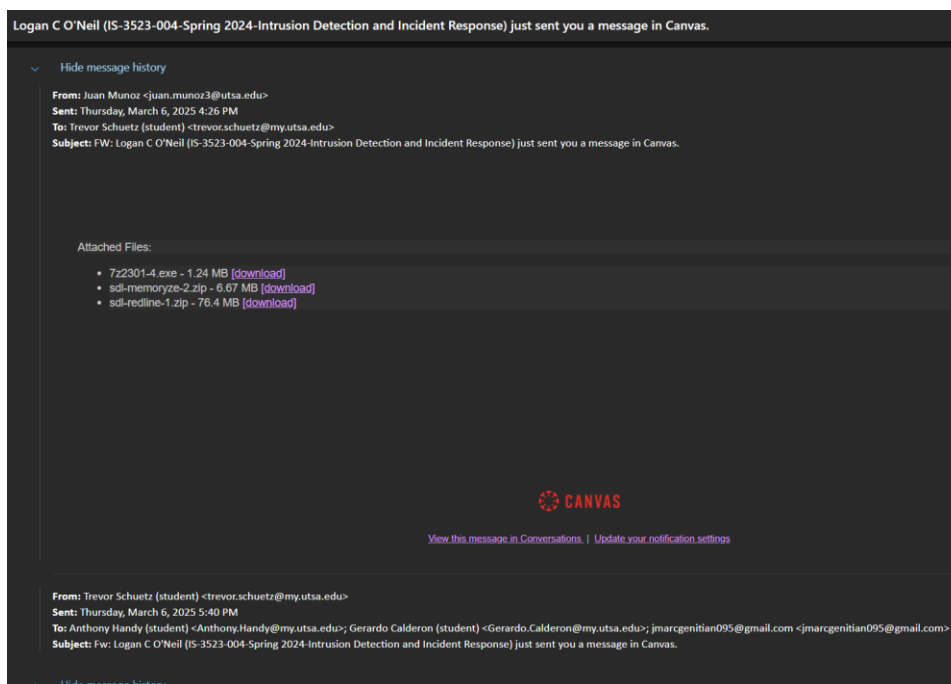 Logan C O'Neil (IS-3523-004-Spring 2024-Intrusion Detection and Incident Response) just sent you a message in Canvas.
Hide message history
From: Juan Munoz <juan.munoz3@utsa.edu>
Sent: Thursday, March 6, 2025 4:26 PM
To: Trevor Schuetz (student) <trevor.schuetz@my.utsa.edu>
Subject: FW: Logan C O'Neil (IS-3523-004-Spring 2024-Intrusion Detection and Incident Response) just sent you a message in Canvas.
Attached Files:
• 7z2301-4.exe - 1.24 MB [download]
• sdl-memoryze-2.zip - 6.67 MB [download]
• sdl-redline-1.zip - 76.4 MB [download]
CANVAS
View this message in Conversations | Update your notification settings
From: Trevor Schuetz (student) <trevor.schuetz@my.utsa.edu>
Sent: Thursday, March 6, 2025 5:40 PM
To: Anthony Handy (student) <Anthony.Handy@my.utsa.edu>; Gerardo Calderon (student) <Gerardo.Calderon@my.utsa.edu>; jmarcgenitian095@gmail.com <jmarcgenitian095@gmail.com>
Subject: Fw: Logan C O'Neil (IS-3523-004-Spring 2024-Intrusion Detection and Incident Response) just sent you a message in Canvas.
Hide message history